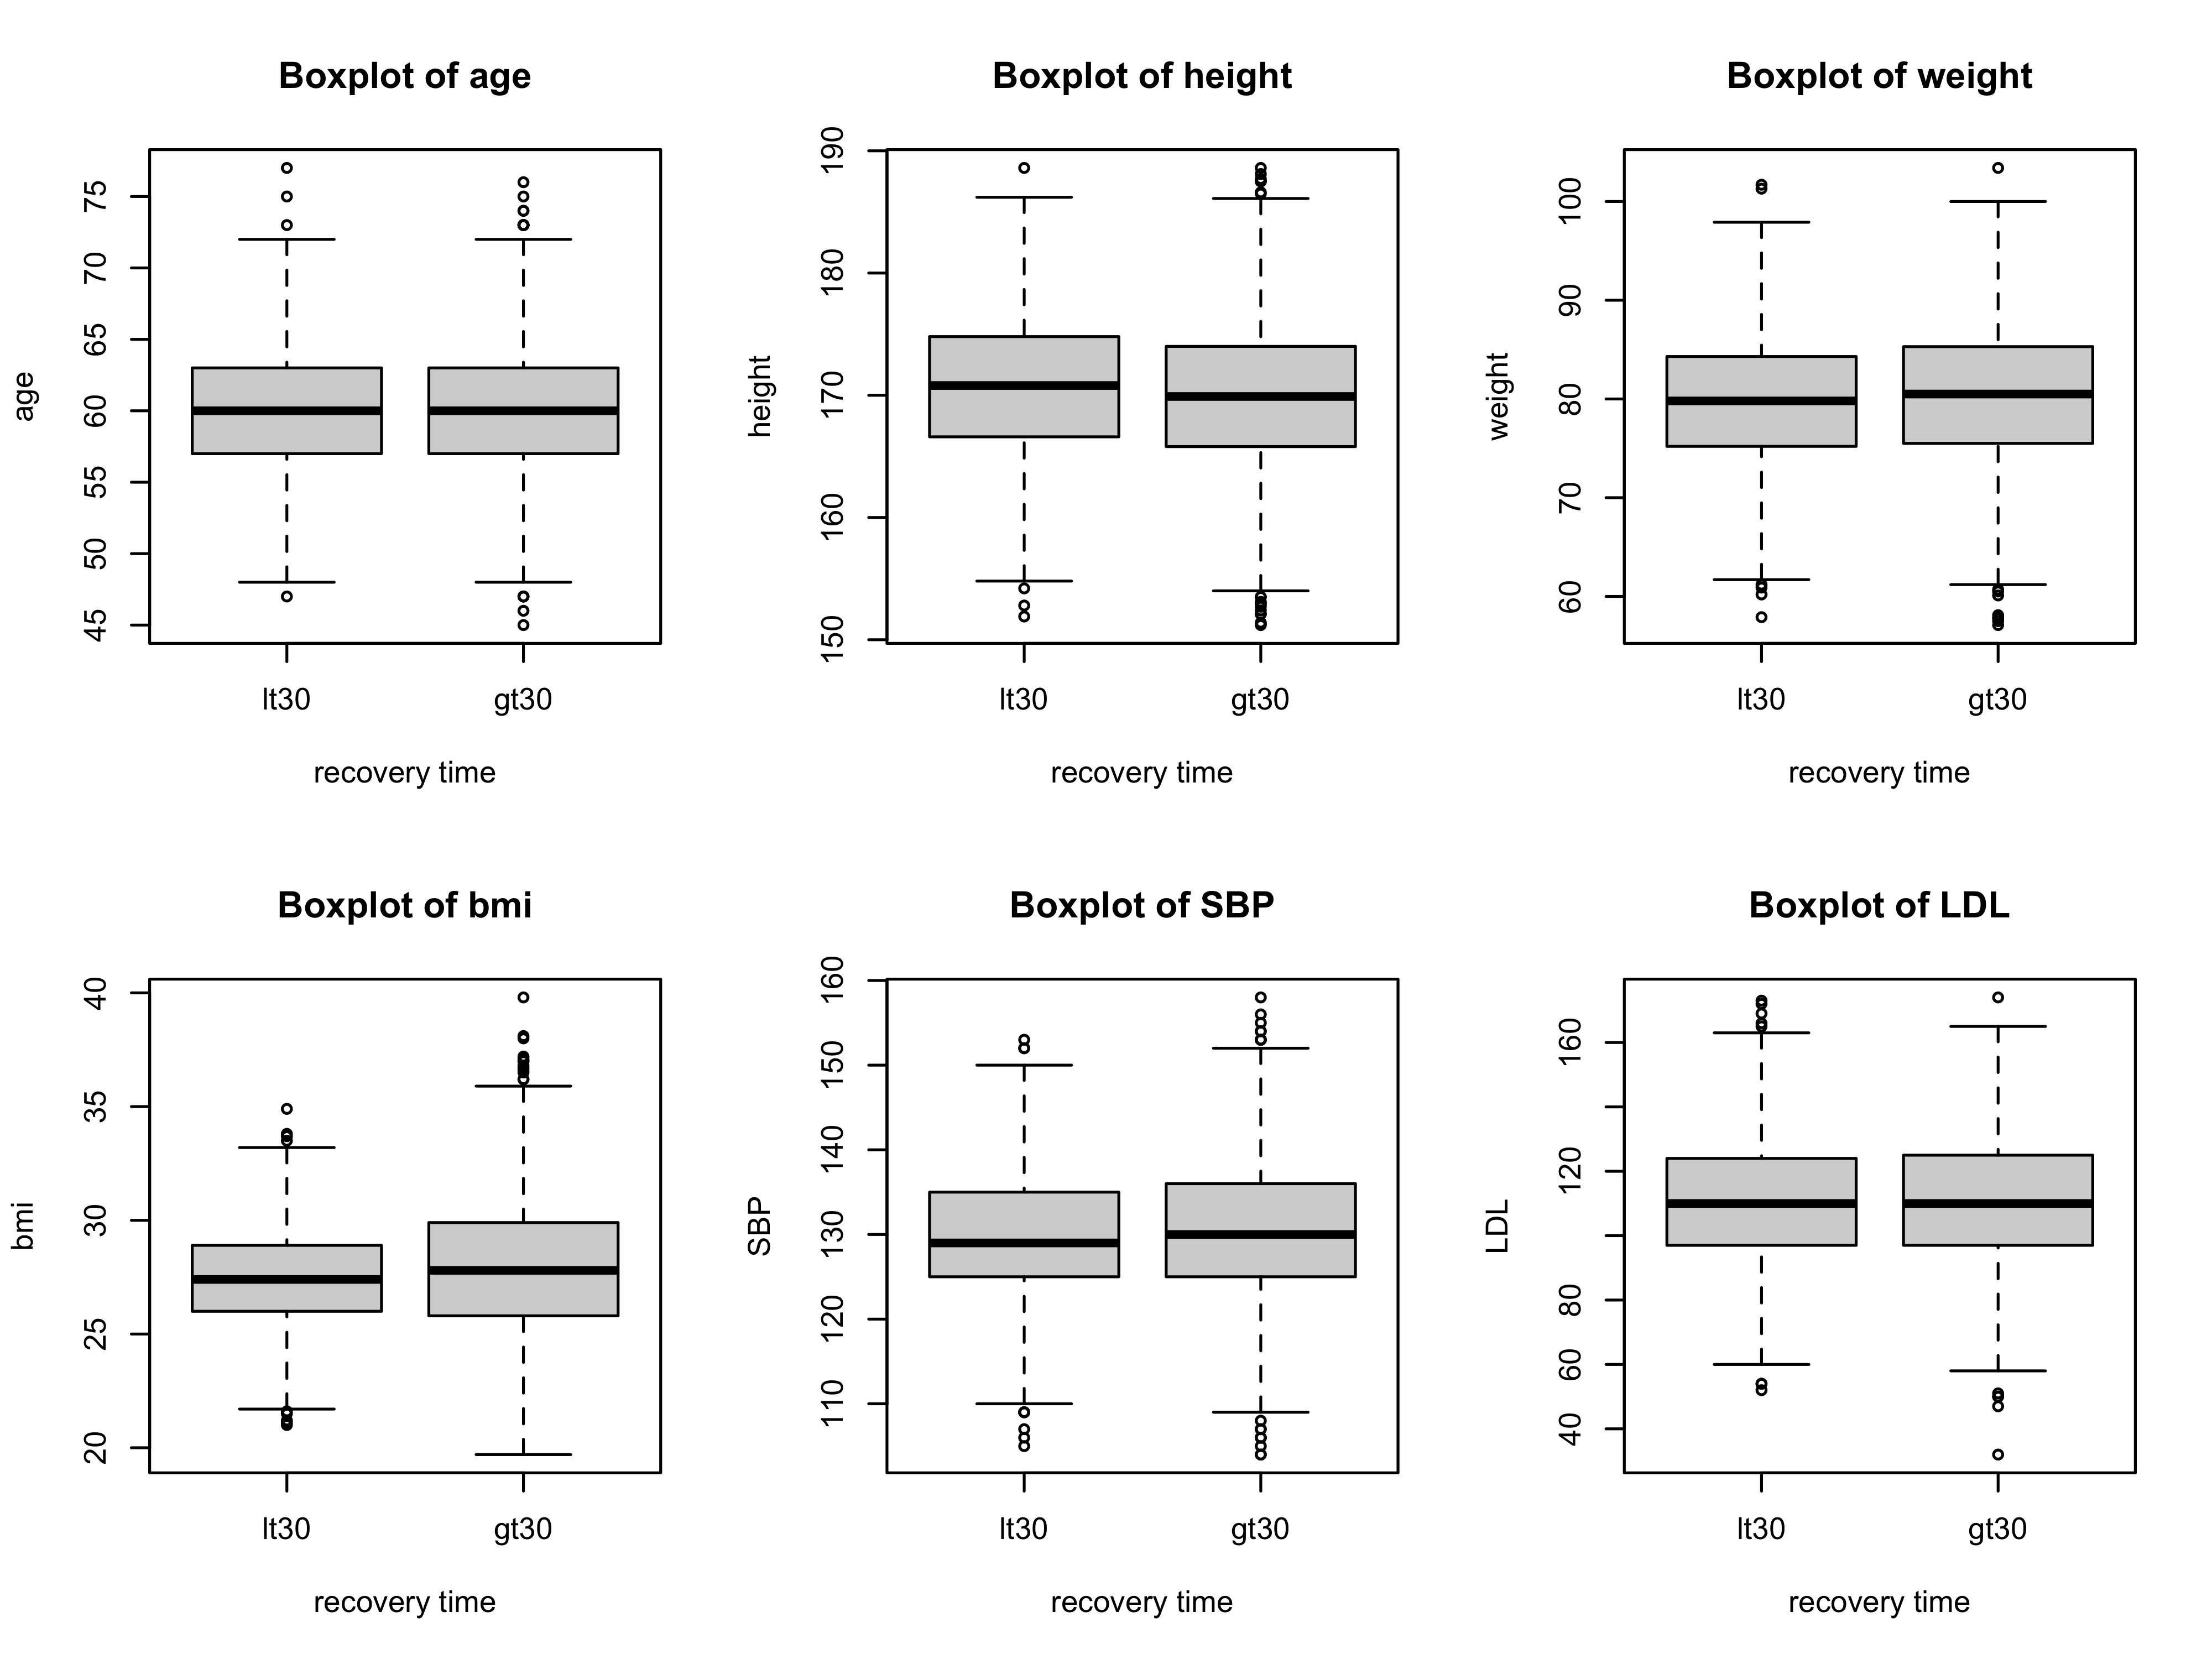 Boxplot of age
age
75
70
65
60
55
50
45
lt30 gt30
recovery time
Boxplot of height
height
190
180
170
160
150
lt30 gt30
recovery time
Boxplot of weight
weight
100
90
80
70
60
lt30 gt30
recovery time
Boxplot of bmi
bmi
40
35
30
25
20
lt30 gt30
recovery time
Boxplot of SBP
SBP
160
150
140
130
120
110
lt30 gt30
recovery time
Boxplot of LDL
LDL
160
120
80
60
40
lt30 gt30
recovery time